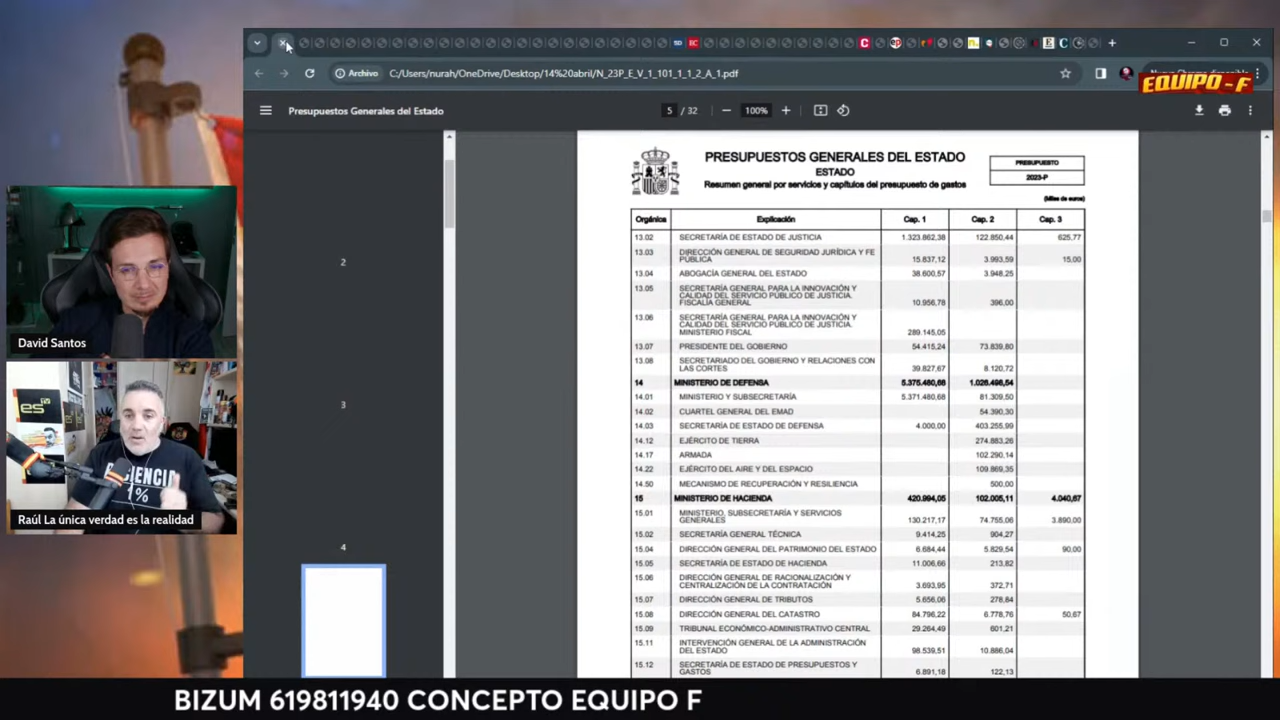 Archivo
C:/Users/nurah/OneDrive/Desktop/14%20abril/N_23P_E_V_1_101_1_1_2_A_1.pdf
EQUIPO-F
Presupuestos Generales del Estado
5 / 32
100%
PRESUPUESTOS GENERALES DEL ESTADO
ESTADO
Resumen general por servicios y capítulos del presupuesto de gastos
PRESUPUESTO
2023-P
(Miles de euros)
Orgánico Explicación Cap. 1 Cap. 2 Cap. 3
13.02 SECRETARÍA DE ESTADO DE JUSTICIA 1.323.862,38 122.850,44 625,77
13.03 DIRECCIÓN GENERAL DE SEGURIDAD JURÍDICA Y FE
PÚBLICA 15.837,12 3.993,59 15,00
13.04 ABOGACÍA GENERAL DEL ESTADO 38.600,57 3.948,25
13.05 SECRETARÍA GENERAL PARA LA INNOVACIÓN Y
CALIDAD DEL SERVICIO PÚBLICO DE JUSTICIA.
FISCALÍA GENERAL 10.956,78 396,00
13.06 SECRETARÍA GENERAL PARA LA INNOVACIÓN Y
CALIDAD DEL SERVICIO PÚBLICO DE JUSTICIA.
MINISTERIO FISCAL 289.145,05
13.07 PRESIDENTE DEL GOBIERNO 54.415,24 73.839,80
13.08 SECRETARIADO DEL GOBIERNO Y RELACIONES CON
LAS CORTES 39.827,67 8.120,72
14 MINISTERIO DE DEFENSA 5.375.480,68 1.026.498,54
14.01 MINISTERIO Y SUBSECRETARÍA 5.371.480,68 81.309,50
14.02 CUARTEL GENERAL DEL EMAD 54.390,30
14.03 SECRETARÍA DE ESTADO DE DEFENSA 4.000,00 403.255,99
14.12 EJÉRCITO DE TIERRA 274.883,26
14.17 ARMADA 102.290,14
14.22 EJÉRCITO DEL AIRE Y DEL ESPACIO 109.869,35
14.50 MECANISMO DE RECUPERACIÓN Y RESILIENCIA 500,00
15 MINISTERIO DE HACIENDA 420.994,05 102.005,11 4.040,67
15.01 MINISTERIO, SUBSECRETARÍA Y SERVICIOS
GENERALES 130.217,17 74.755,06 3.890,00
15.02 SECRETARÍA GENERAL TÉCNICA 9.414,25 904,27
15.04 DIRECCIÓN GENERAL DEL PATRIMONIO DEL ESTADO 6.684,44 5.829,54 90,00
15.05 SECRETARÍA DE ESTADO DE HACIENDA 11.006,66 213,82
15.06 DIRECCIÓN GENERAL DE RACIONALIZACIÓN Y
CENTRALIZACIÓN DE LA CONTRATACIÓN 3.693,95 372,71
15.07 DIRECCIÓN GENERAL DE TRIBUTOS 5.656,06 278,84
15.08 DIRECCIÓN GENERAL DEL CATASTRO 84.796,22 6.778,76 50,67
15.09 TRIBUNAL ECONÓMICO-ADMINISTRATIVO CENTRAL 29.264,49 601,21
15.11 INTERVENCIÓN GENERAL DE LA ADMINISTRACIÓN
DEL ESTADO 98.539,51 10.886,04
15.12 SECRETARÍA DE ESTADO DE PRESUPUESTOS Y
GASTOS 6.891,18 122,13
2
3
4
David Santos
es
1%
Raúl La única verdad es la realidad
BIZUM 619811940 CONCEPTO EQUIPO F